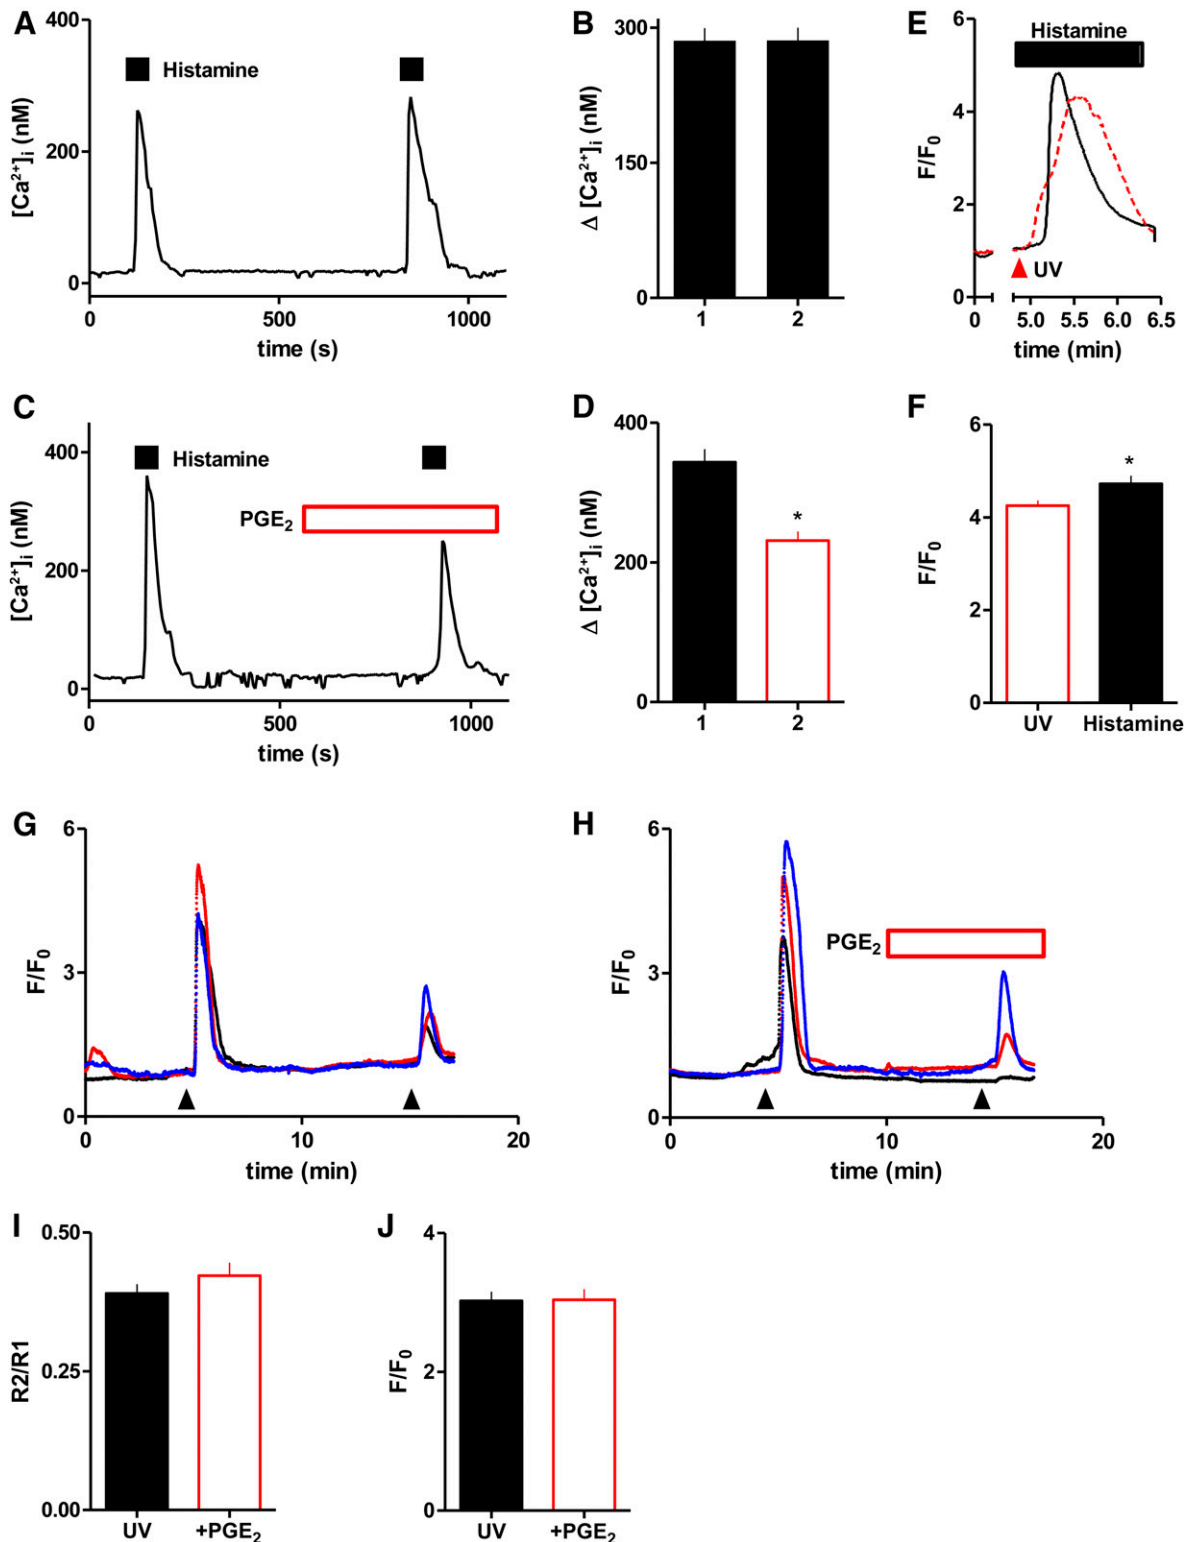 A
400
200
0
[Ca²⁺]ᵢ (nM)
Histamine
0 500 1000
time (s)
B
300
150
0
Δ [Ca²⁺]ᵢ (nM)
1 2
E
6
4
2
0
F/F₀
Histamine
UV
0 5.0 5.5 6.0 6.5
time (min)
C
400
200
0
[Ca²⁺]ᵢ (nM)
Histamine
PGE₂
0 500 1000
time (s)
D
400
200
0
Δ [Ca²⁺]ᵢ (nM)
*
1 2
F
6
4
2
0
F/F₀
*
UV Histamine
G
6
3
0
F/F₀
0 10 20
time (min)
H
6
3
0
F/F₀
PGE₂
0 10 20
time (min)
I
0.50
0.25
0.00
R2/R1
UV +PGE₂
J
4
2
0
F/F₀
UV +PGE₂